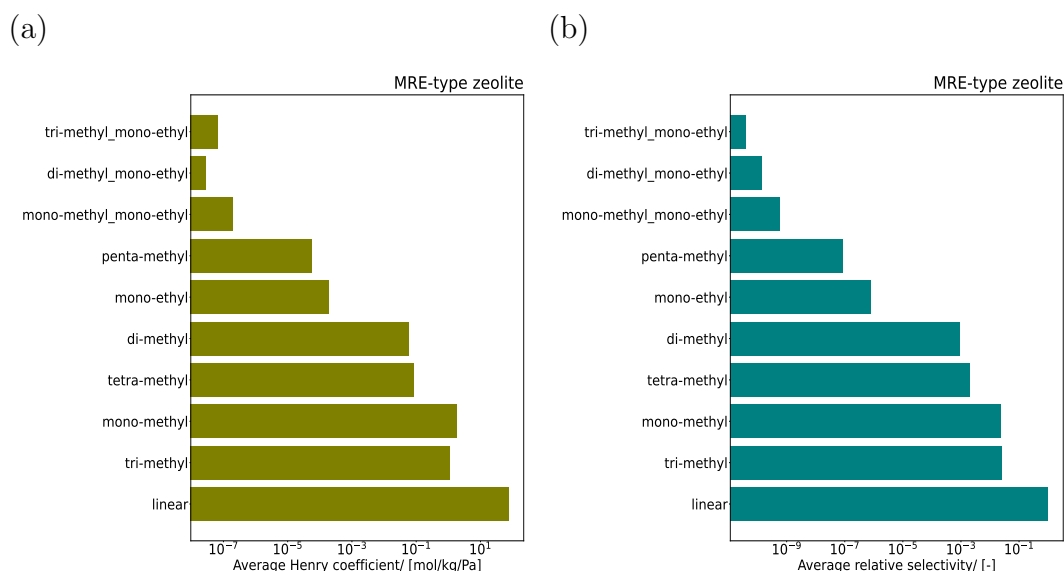 (a)
MRE-type zeolite
tri-methyl_mono-ethyl
di-methyl_mono-ethyl
mono-methyl_mono-ethyl
penta-methyl
mono-ethyl
di-methyl
tetra-methyl
mono-methyl
tri-methyl
linear
10⁻⁷ 10⁻⁵ 10⁻³ 10⁻¹ 10¹
Average Henry coefficient/ [mol/kg/Pa]
(b)
MRE-type zeolite
tri-methyl_mono-ethyl
di-methyl_mono-ethyl
mono-methyl_mono-ethyl
penta-methyl
mono-ethyl
di-methyl
tetra-methyl
mono-methyl
tri-methyl
linear
10⁻⁹ 10⁻⁷ 10⁻⁵ 10⁻³ 10⁻¹
Average relative selectivity/ [-]